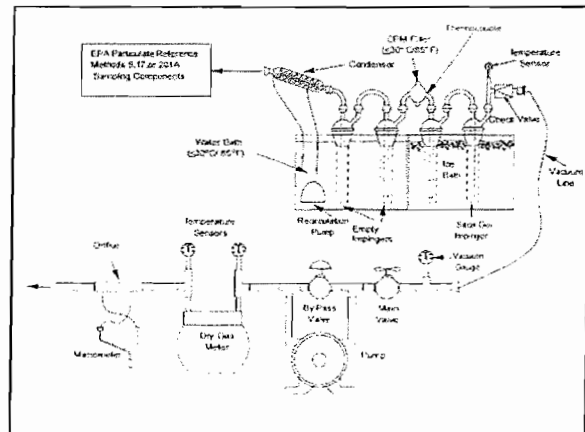 EPA Particulate Reference
Methods 5,17 or 201A
Sampling Components
Condensor
CPM Filter
(≤30°C/85°F)
Thermocouple
Temperature
Sensor
Check Valve
Water Bath
(≤30°C/85°F)
Ice
Bath
Vacuum
Line
Recirculation
Pump
Empty
Impingers
Silica Gel
Impinger
Temperature
Sensors
Orifice
Vacuum
Gauge
By-Pass
Valve
Main
Valve
Manometer
Dry Gas
Meter
Pump